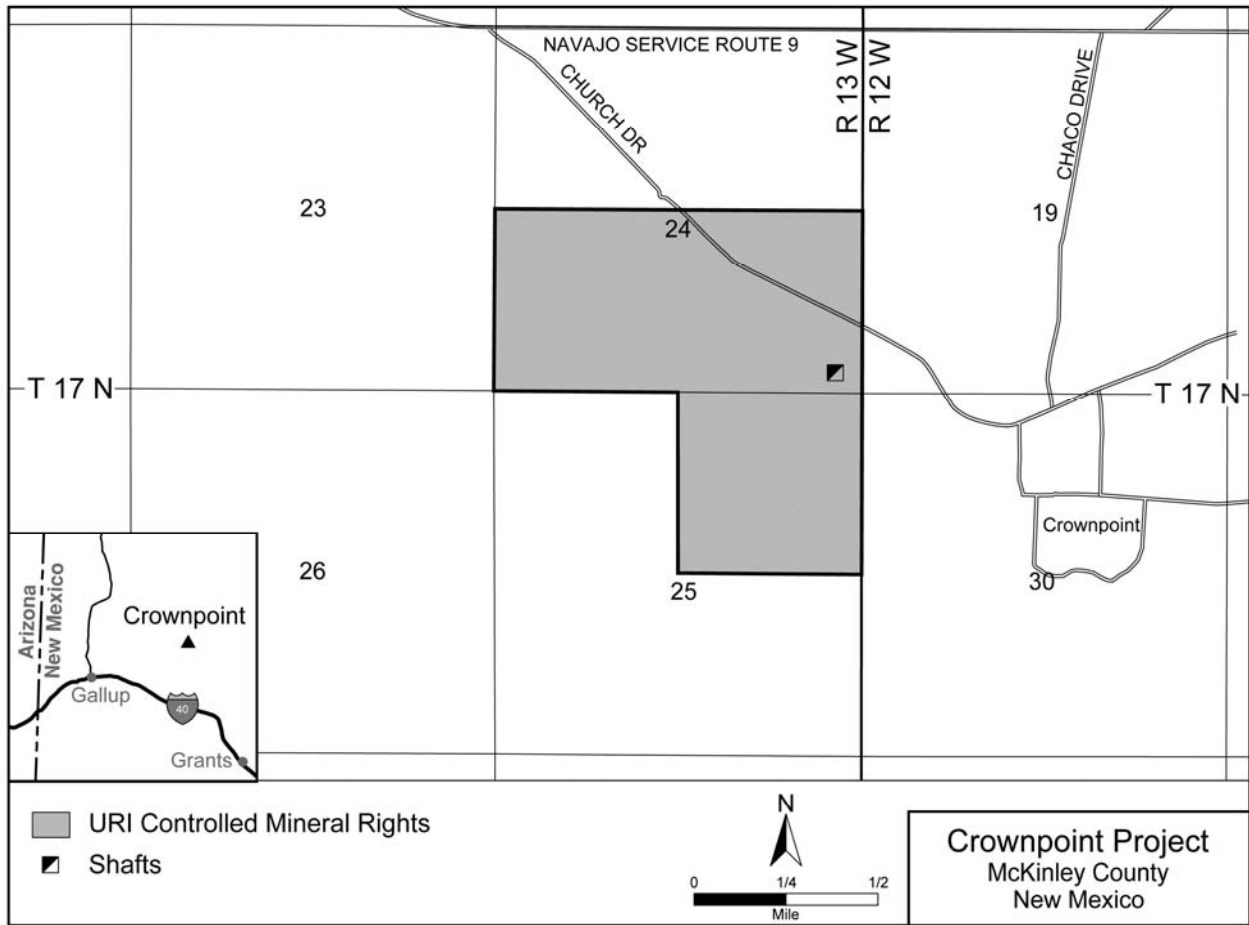 NAVAJO SERVICE ROUTE 9
R 13 W
R 12 W
CHURCH DR
CHACO DRIVE
23
24
19
T 17 N
T 17 N
Crownpoint
26
25
30
Arizona
New Mexico
Crownpoint
Gallup
40
Grants
URI Controlled Mineral Rights
Shafts
N
0 1/4 1/2
Mile
Crownpoint Project
McKinley County
New Mexico